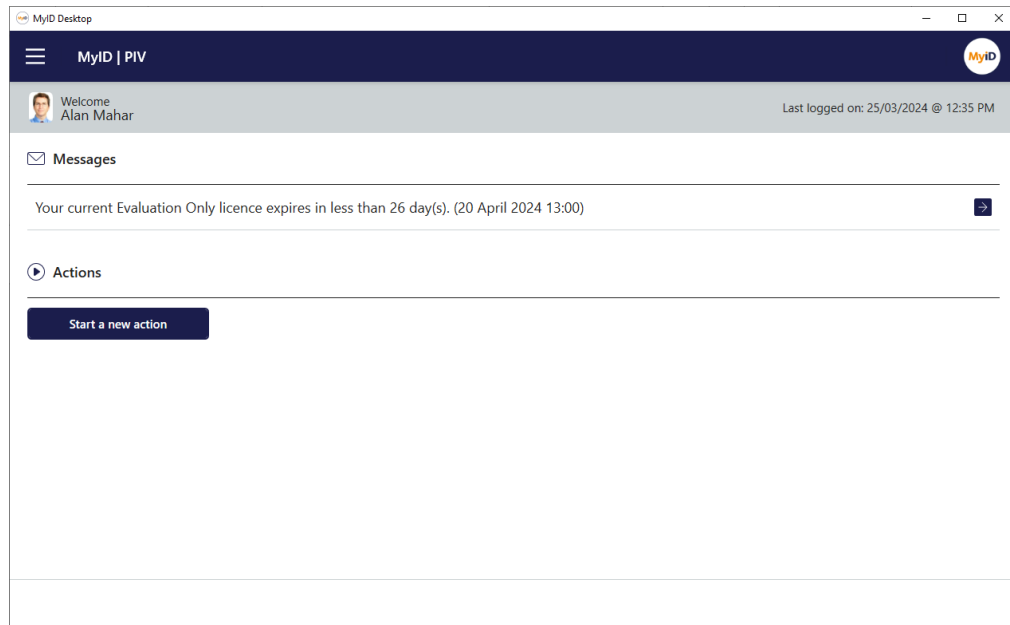 MyID Desktop
MyID | PIV
MyiD
Welcome
Alan Mahar
Last logged on: 25/03/2024 @ 12:35 PM
Messages
Your current Evaluation Only licence expires in less than 26 day(s). (20 April 2024 13:00)
Actions
Start a new action